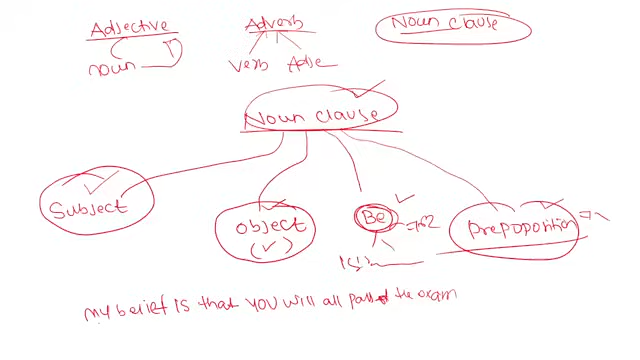 Adjective Adverb Noun clause
noun Verb Adje
Noun clause
Subject object Be prepoposition
(✓)
My belief is that you will all pass the exam